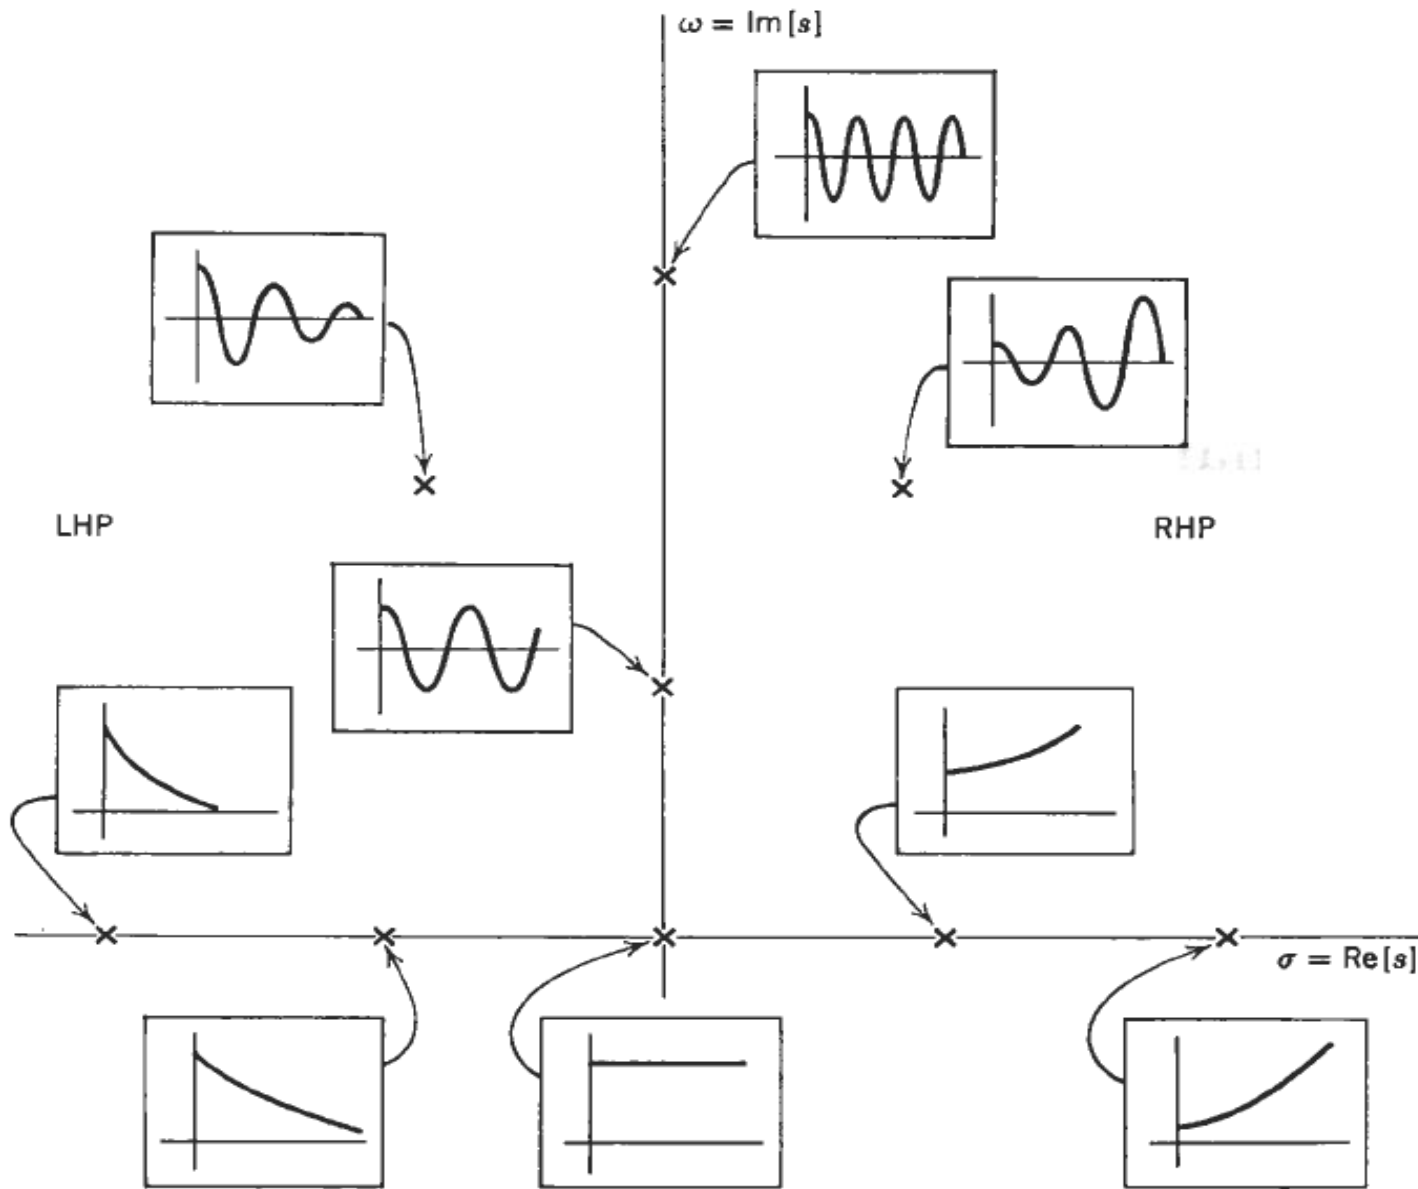 ω = Im [s]
LHP
RHP
σ = Re [s]